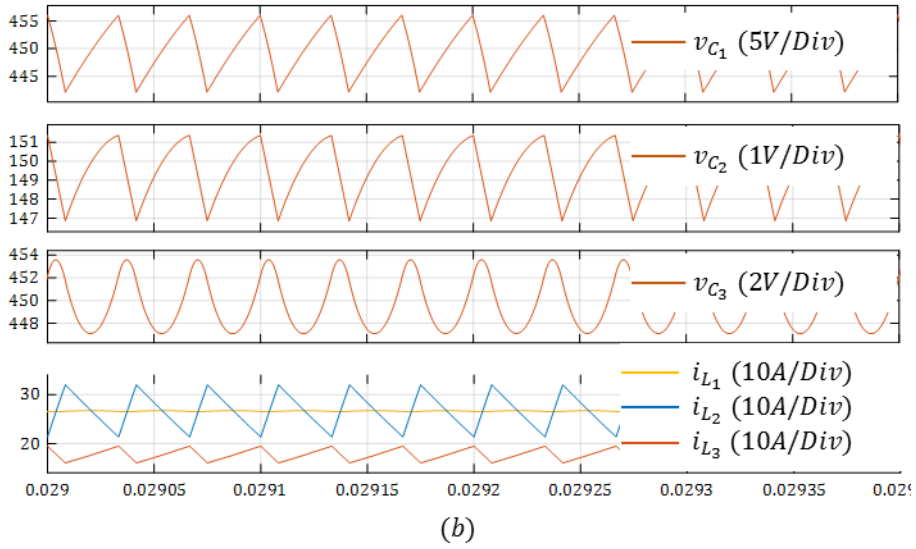 455
450
445
v_{C_1} (5V/Div)
151
150
149
148
147
v_{C_2} (1V/Div)
454
452
450
448
v_{C_3} (2V/Div)
30
20
i_{L_1} (10A/Div)
i_{L_2} (10A/Div)
i_{L_3} (10A/Div)
0.029 0.02905 0.0291 0.02915 0.0292 0.02925 0.0293 0.02935 0.029
(b)